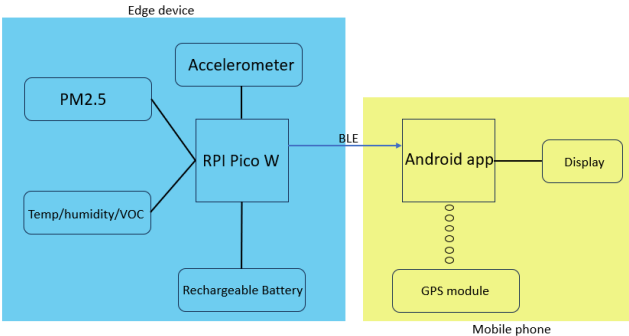 Edge device
Accelerometer
PM2.5
BLE
RPI Pico W
Android app
Display
Temp/humidity/VOC
Rechargeable Battery
GPS module
Mobile phone